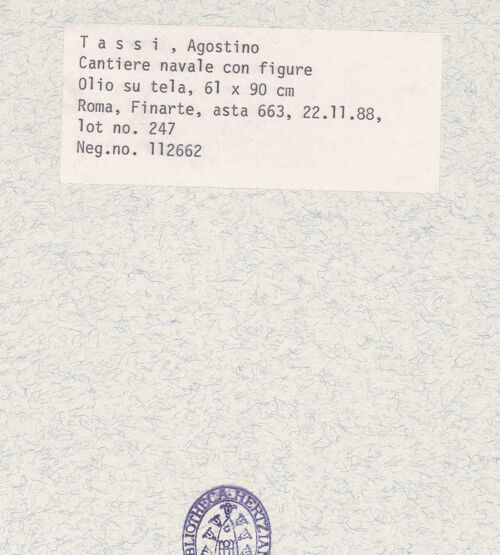 T a s s i , Agostino
Cantiere navale con figure
Olio su tela, 61 x 90 cm
Roma, Finarte, asta 663, 22.11.88,
lot no. 247
Neg.no. 112662
BIBLIOTHECA HERTZIANA